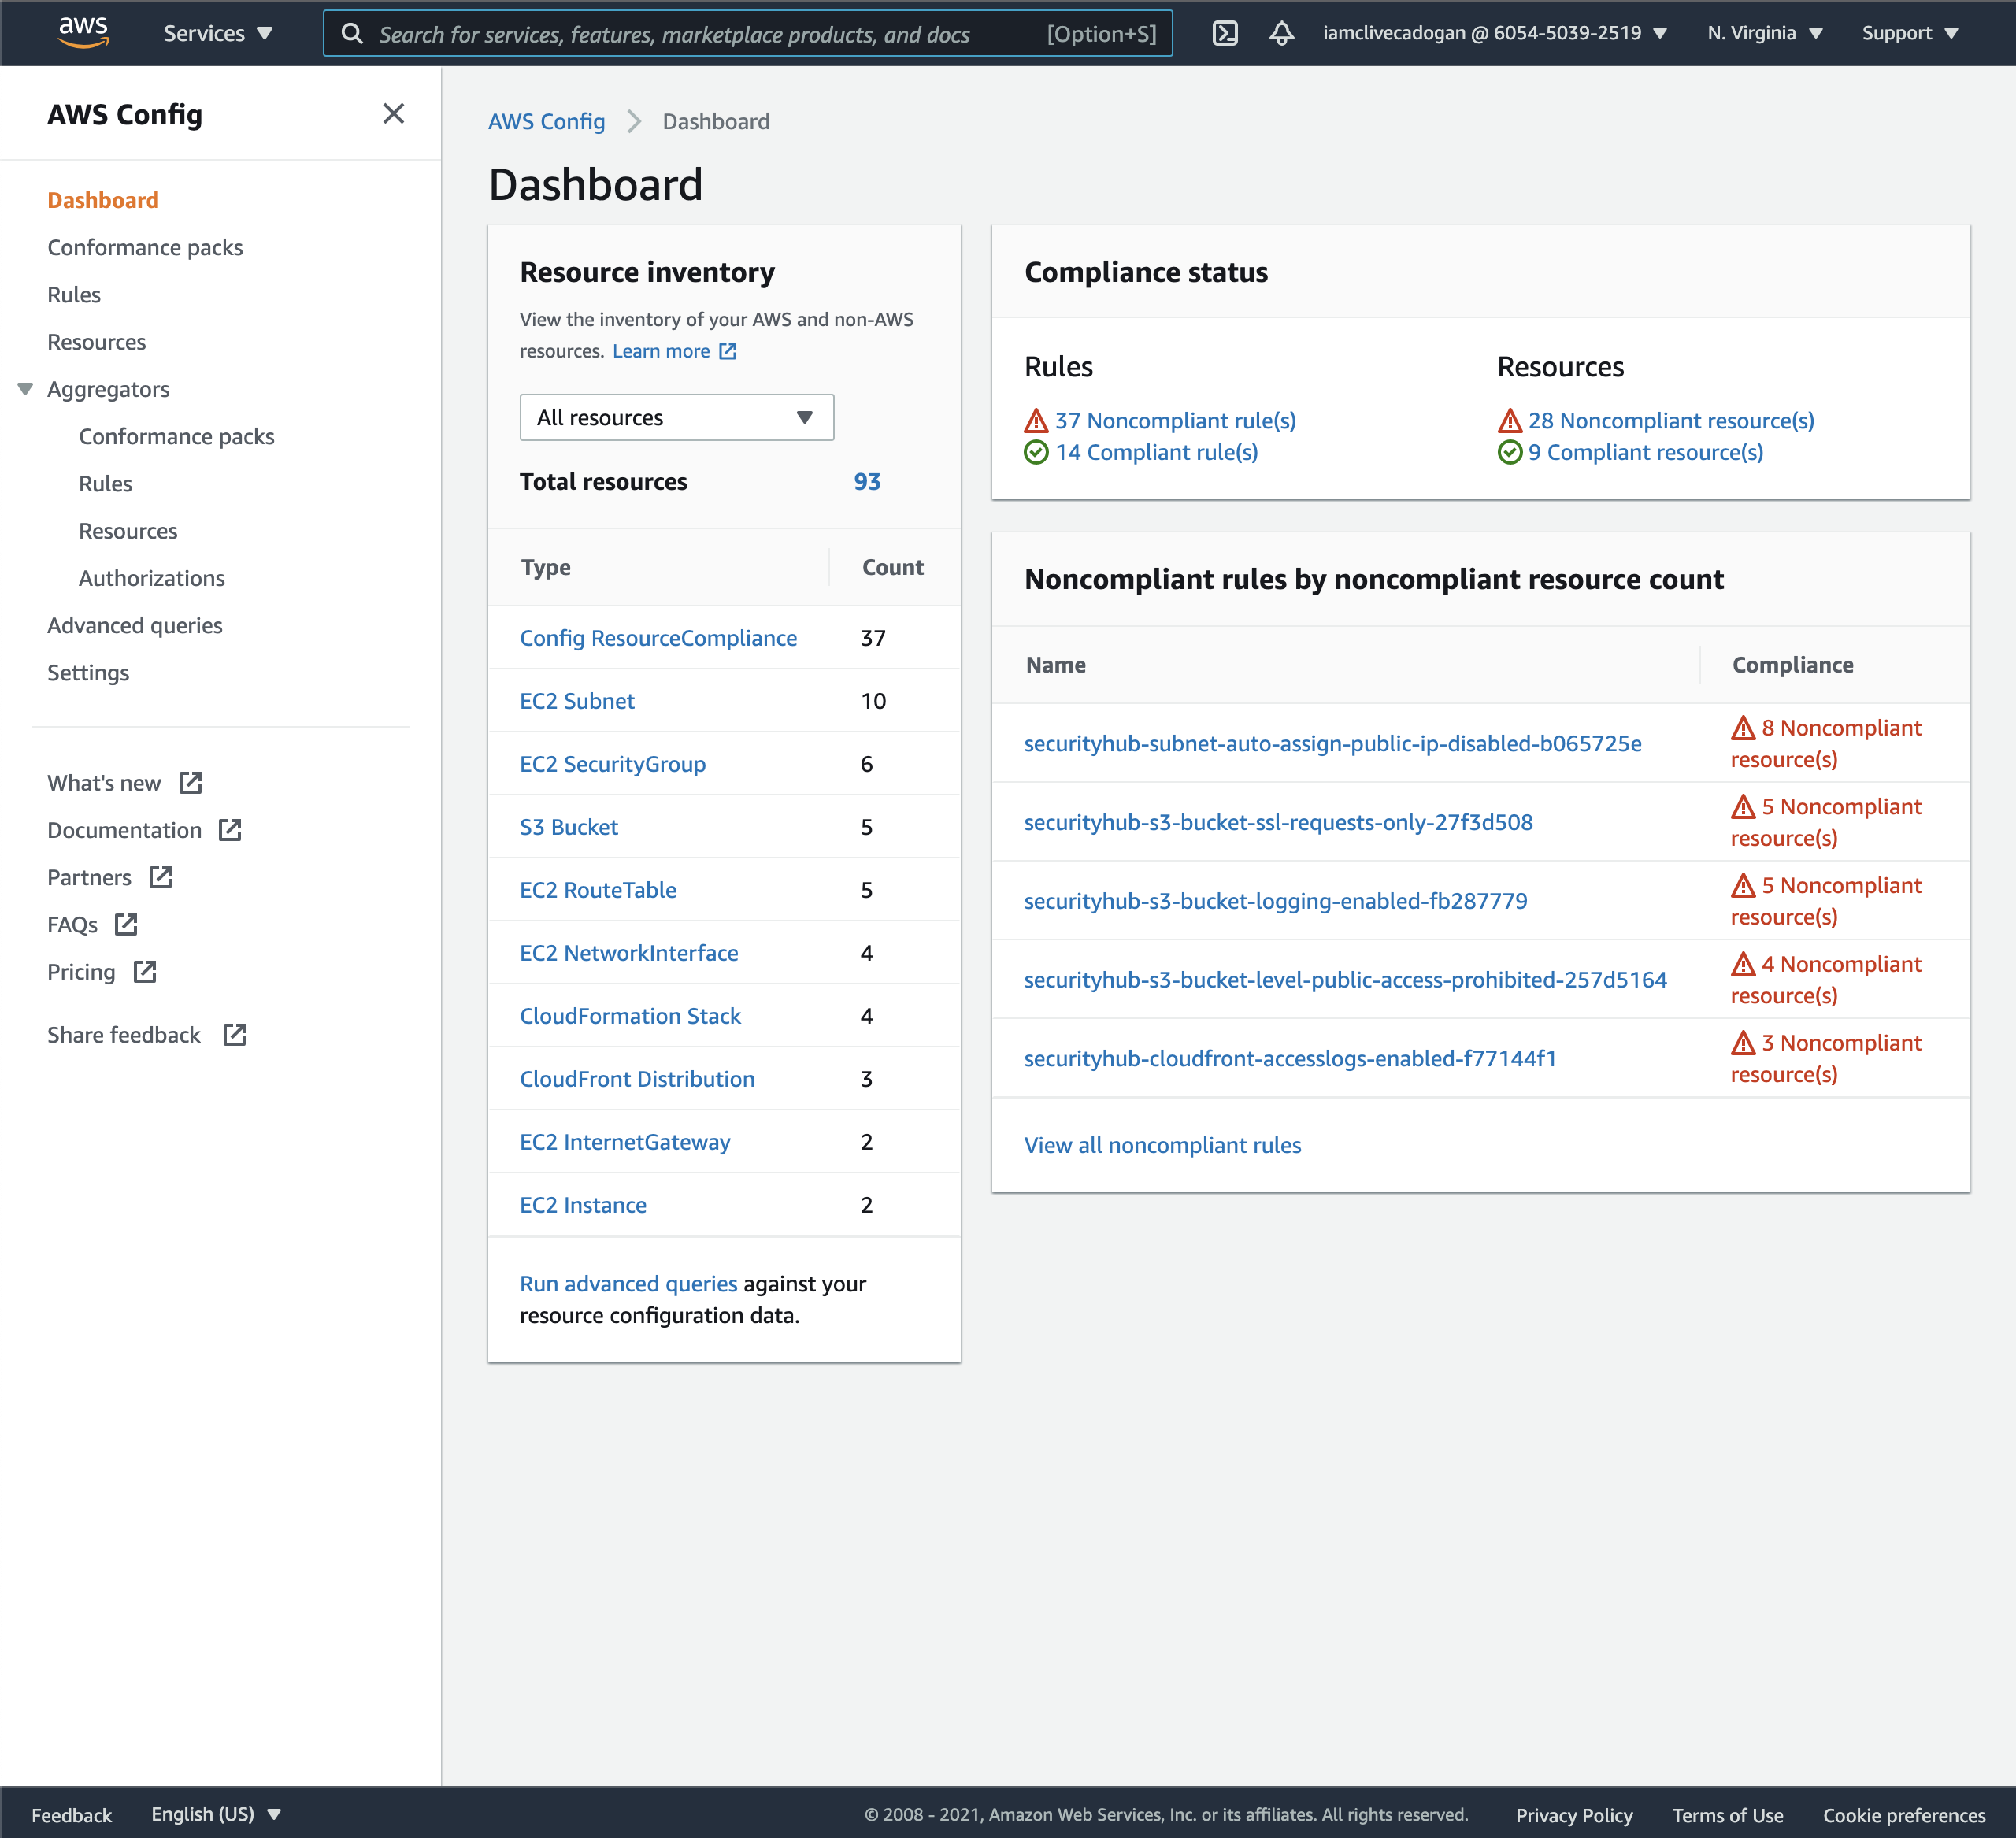 aws
Services
Search for services, features, marketplace products, and docs [Option+S]
iamclivecadogan @ 6054-5039-2519
N. Virginia
Support
AWS Config
Dashboard
Conformance packs
Rules
Resources
Aggregators
Conformance packs
Rules
Resources
Authorizations
Advanced queries
Settings
What's new
Documentation
Partners
FAQs
Pricing
Share feedback
AWS Config > Dashboard
Dashboard
Resource inventory
View the inventory of your AWS and non-AWS
resources. Learn more
All resources
Total resources 93
Type Count
Config ResourceCompliance 37
EC2 Subnet 10
EC2 SecurityGroup 6
S3 Bucket 5
EC2 RouteTable 5
EC2 NetworkInterface 4
CloudFormation Stack 4
CloudFront Distribution 3
EC2 InternetGateway 2
EC2 Instance 2
Run advanced queries against your
resource configuration data.
Compliance status
Rules
37 Noncompliant rule(s)
14 Compliant rule(s)
Resources
28 Noncompliant resource(s)
9 Compliant resource(s)
Noncompliant rules by noncompliant resource count
Name Compliance
securityhub-subnet-auto-assign-public-ip-disabled-b065725e
8 Noncompliant
resource(s)
securityhub-s3-bucket-ssl-requests-only-27f3d508
5 Noncompliant
resource(s)
securityhub-s3-bucket-logging-enabled-fb287779
5 Noncompliant
resource(s)
securityhub-s3-bucket-level-public-access-prohibited-257d5164
4 Noncompliant
resource(s)
securityhub-cloudfront-accesslogs-enabled-f77144f1
3 Noncompliant
resource(s)
View all noncompliant rules
Feedback
English (US)
© 2008 - 2021, Amazon Web Services, Inc. or its affiliates. All rights reserved.
Privacy Policy
Terms of Use
Cookie preferences